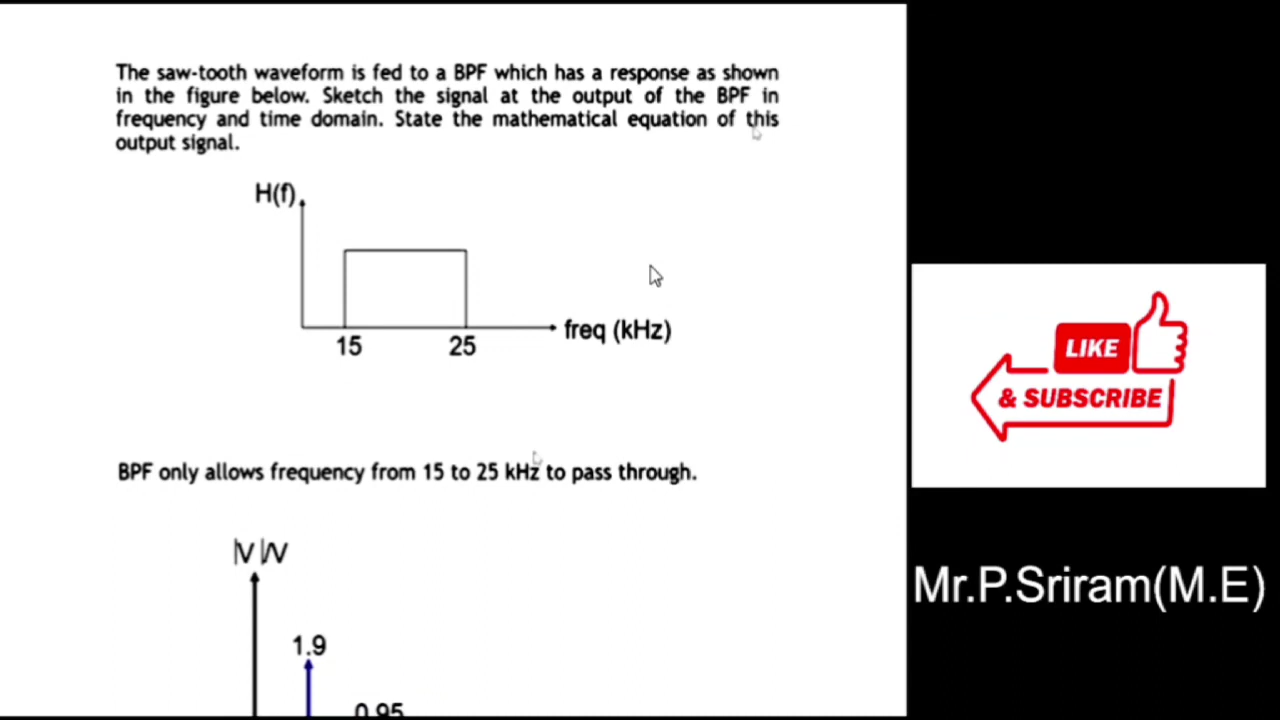 The saw-tooth waveform is fed to a BPF which has a response as shown
in the figure below. Sketch the signal at the output of the BPF in
frequency and time domain. State the mathematical equation of this
output signal.
H(f)
freq (kHz)
15 25
LIKE
& SUBSCRIBE
BPF only allows frequency from 15 to 25 kHz to pass through.
|V|/V
Mr.P.Sriram(M.E)
1.9
0.95